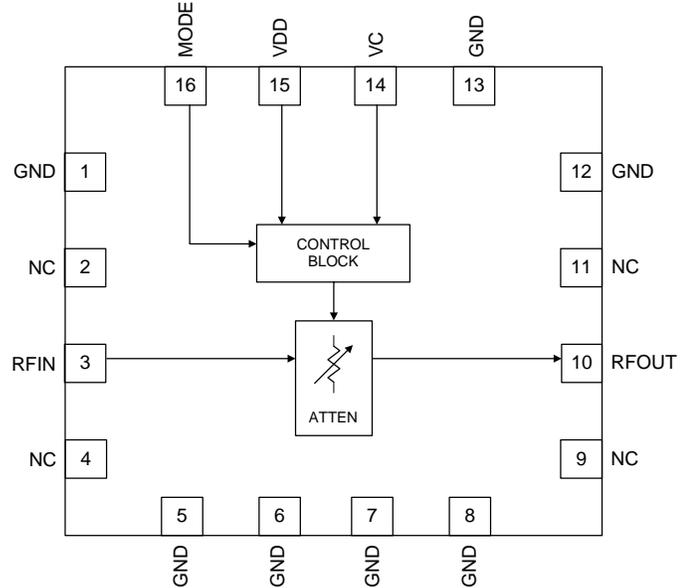 MODE
VDD
VC
GND
16
15
14
13
GND 1
12 GND
CONTROL
BLOCK
NC 2
11 NC
RFIN 3
10 RFOUT
ATTEN
NC 4
9 NC
5
6
7
8
GND
GND
GND
GND